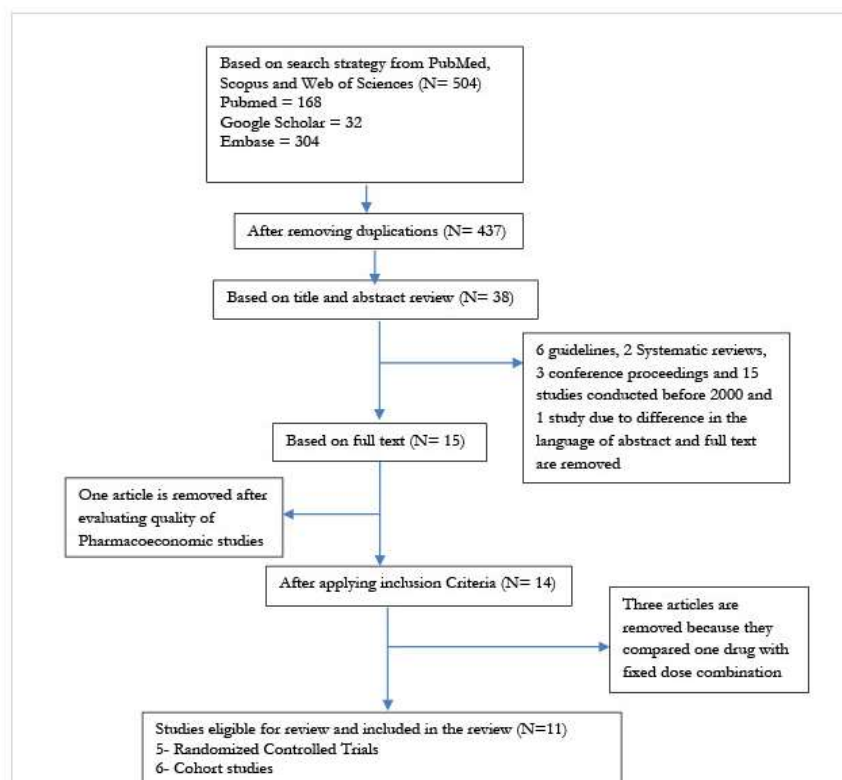 Based on search strategy from PubMed,
Scopus and Web of Sciences (N= 504)
Pubmed = 168
Google Scholar = 32
Embase = 304
After removing duplications (N= 437)
Based on title and abstract review (N= 38)
6 guidelines, 2 Systematic reviews,
3 conference proceedings and 15
studies conducted before 2000 and
1 study due to difference in the
language of abstract and full text
are removed
Based on full text (N= 15)
One article is removed after
evaluating quality of
Pharmacoeconomic studies
After applying inclusion Criteria (N= 14)
Three articles are
removed because they
compared one drug with
fixed dose combination
Studies eligible for review and included in the review (N=11)
5- Randomized Controlled Trials
6- Cohort studies